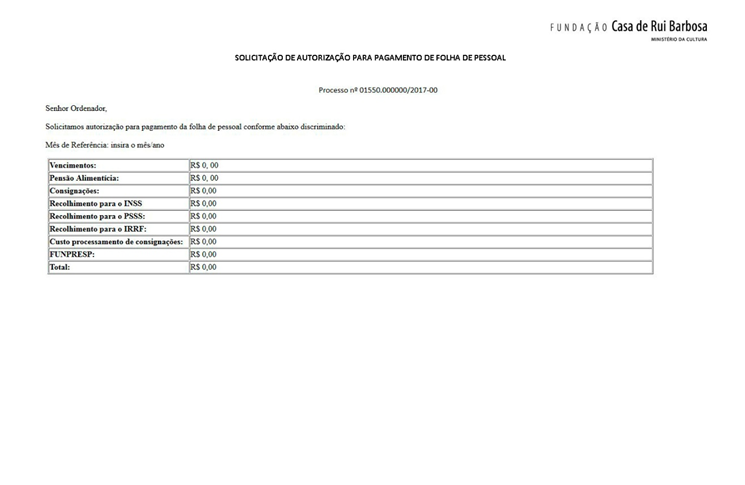 FUNDAÇÃO Casa de Rui Barbosa
MINISTÉRIO DA CULTURA
SOLICITAÇÃO DE AUTORIZAÇÃO PARA PAGAMENTO DE FOLHA DE PESSOAL
Processo nº 01550.000000/2017-00
Senhor Ordenador,
Solicitamos autorização para pagamento da folha de pessoal conforme abaixo discriminado:
Mês de Referência: insira o mês/ano
Vencimentos: R$ 0, 00
Pensão Alimentícia: R$ 0, 00
Consignações: R$ 0,00
Recolhimento para o INSS R$ 0,00
Recolhimento para o PSSS: R$ 0,00
Recolhimento para o IRRF: R$ 0,00
Custo processamento de consignações: R$ 0,00
FUNPRESP: R$ 0,00
Total: R$ 0,00